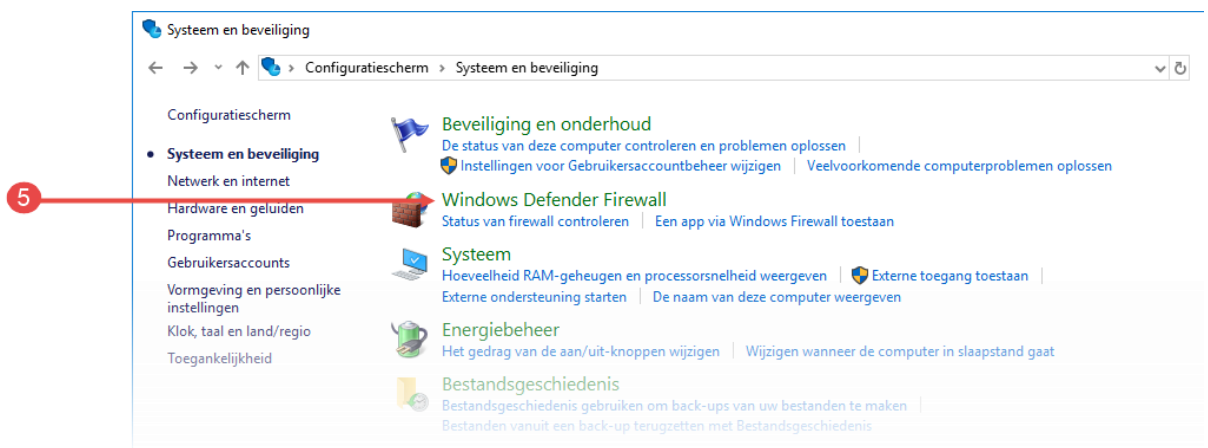 Systeem en beveiliging
Configuratiescherm > Systeem en beveiliging
Configuratiescherm
Systeem en beveiliging
Netwerk en internet
Hardware en geluiden
Programma's
Gebruikersaccounts
Vormgeving en persoonlijke
instellingen
Klok, taal en land/regio
Toegankelijkheid
5
Beveiliging en onderhoud
De status van deze computer controleren en problemen oplossen
Instellingen voor Gebruikersaccountbeheer wijzigen | Veelvoorkomende computerproblemen oplossen
Windows Defender Firewall
Status van firewall controleren | Een app via Windows Firewall toestaan
Systeem
Hoeveelheid RAM-geheugen en processorsnelheid weergeven | Externe toegang toestaan
Externe ondersteuning starten | De naam van deze computer weergeven
Energiebeheer
Het gedrag van de aan/uit-knoppen wijzigen | Wijzigen wanneer de computer in slaapstand gaat
Bestandsgeschiedenis
Bestandsgeschiedenis gebruiken om back-ups van uw bestanden te maken
Bestanden vanuit een back-up terugzetten met Bestandsgeschiedenis